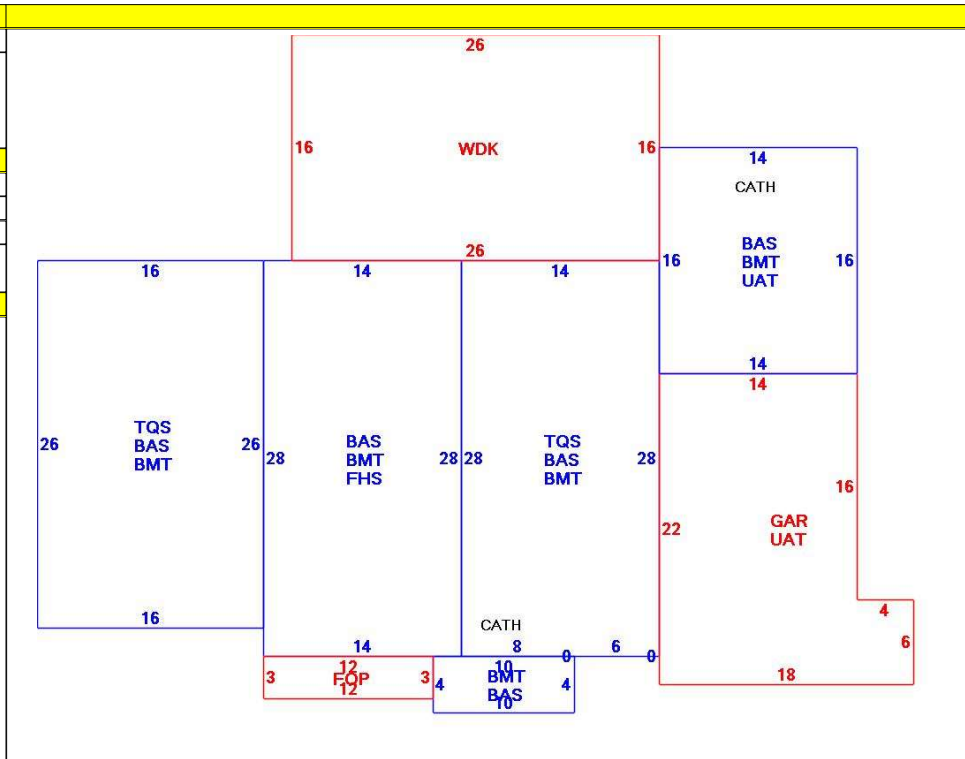 26
16
WDK
16
26
14
CATH
BAS
BMT
UAT
16
16
14
16
14
14
26
TQS
BAS
BMT
26
16
28
BAS
BMT
FHS
28
14
28
TQS
BAS
BMT
28
CATH
8
0
6
0
14
16
22
GAR
UAT
4
6
18
12
3
FOP
3
12
10
4
BMT
BAS
4
10